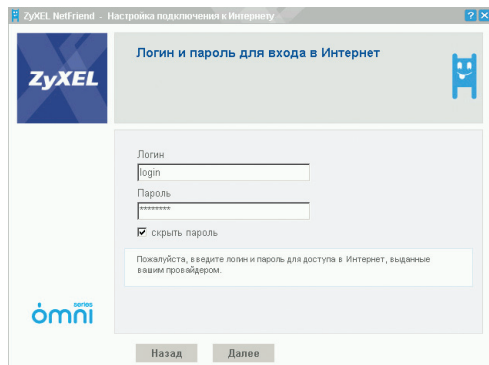 ZyXEL NetFriend - Настройка подключения к Интернету
ZyXEL
Логин и пароль для входа в Интернет
Логин
login
Пароль
********
скрыть пароль
Пожалуйста, введите логин и пароль для доступа в Интернет, выданные
вашим провайдером.
omni series
Назад Далее